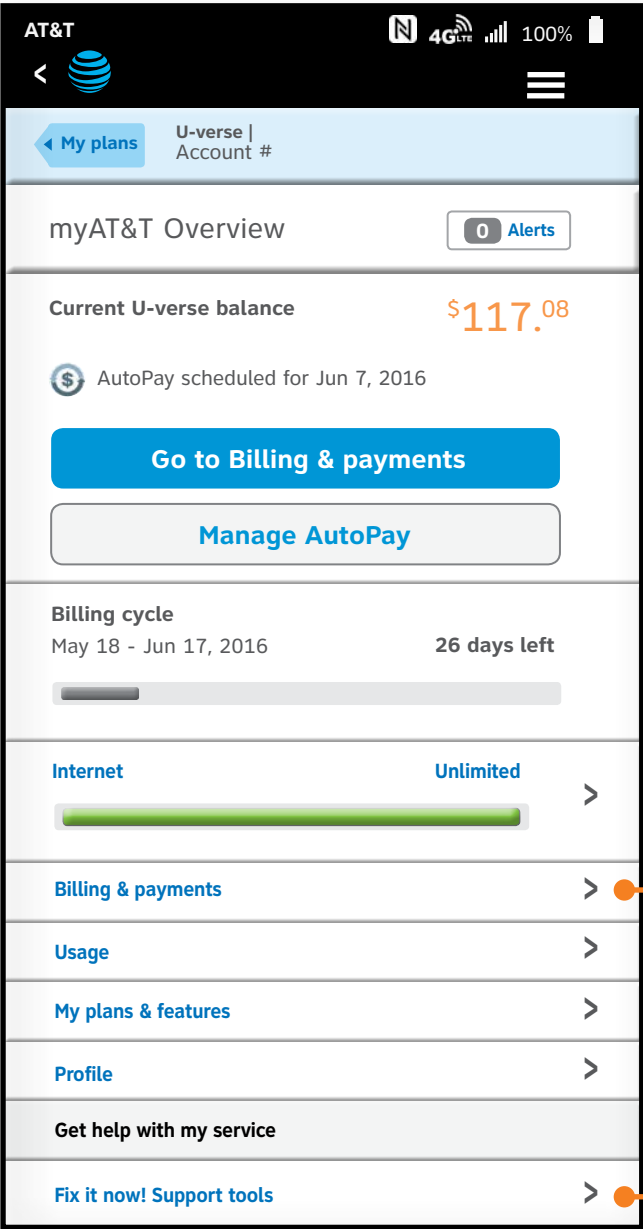 AT&T
4G LTE 100%
<
My plans
U-verse |
Account #
myAT&T Overview
0 Alerts
Current U-verse balance
$117.08
$ AutoPay scheduled for Jun 7, 2016
Go to Billing & payments
Manage AutoPay
Billing cycle
May 18 - Jun 17, 2016
26 days left
Internet
Unlimited
>
Billing & payments >
Usage >
My plans & features >
Profile >
Get help with my service
Fix it now! Support tools >